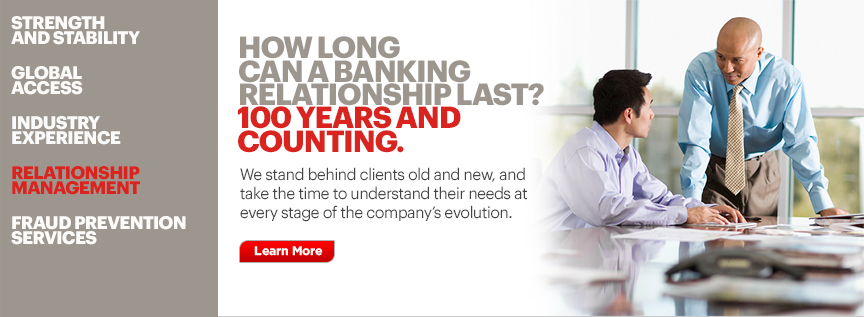 STRENGTH
AND STABILITY
GLOBAL
ACCESS
INDUSTRY
EXPERIENCE
RELATIONSHIP
MANAGEMENT
FRAUD PREVENTION
SERVICES
HOW LONG
CAN A BANKING
RELATIONSHIP LAST?
100 YEARS AND
COUNTING.
We stand behind clients old and new, and
take the time to understand their needs at
every stage of the company’s evolution.
Learn More